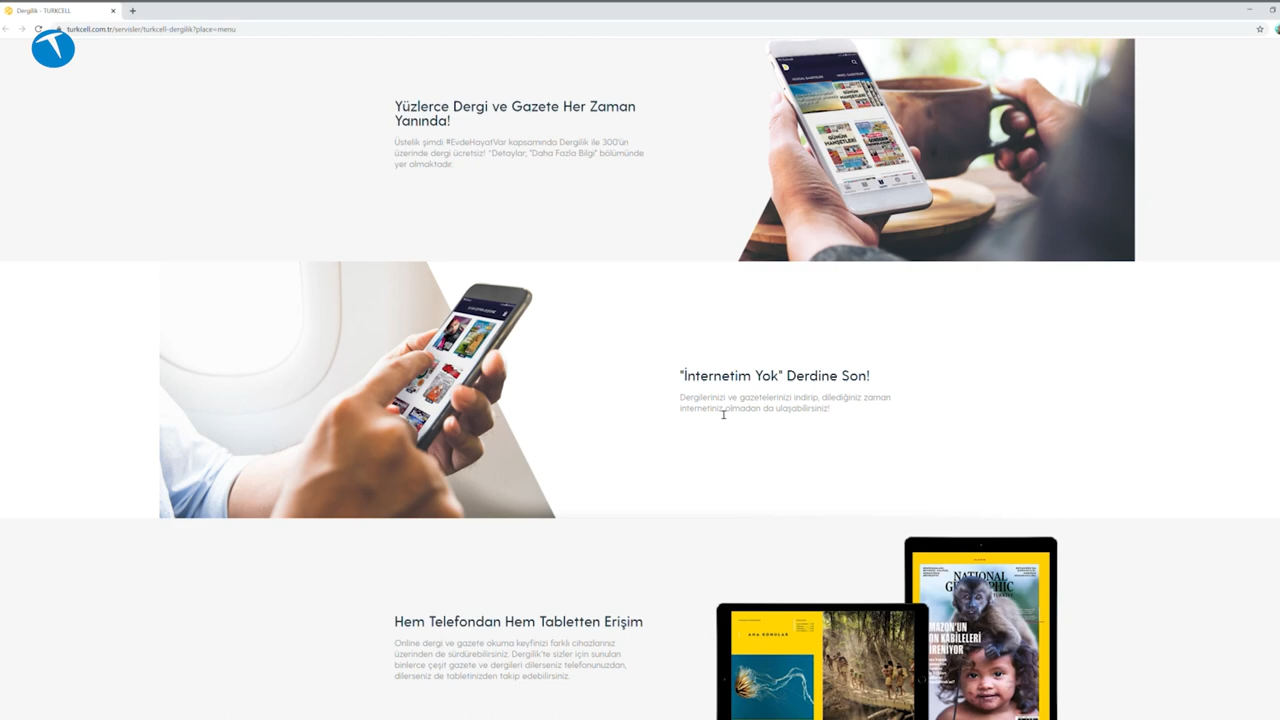 Dergilik - TURKCELL
turkcell.com.tr/servisler/turkcell-dergilik?place=menu
Yüzlerce Dergi ve Gazete Her Zaman
Yanında!
Üstelik şimdi #EvdeHayatVar kapsamında Dergilik ile 300'ün
üzerinde dergi ücretsiz! *Detaylar; "Daha Fazla Bilgi" bölümünde
yer almaktadır.
GÜNÜN
MANŞETLERİ
"İnternetim Yok" Derdine Son!
Dergilerinizi ve gazetelerinizi indirip, dilediğiniz zaman
internetiniz olmadan da ulaşabilirsiniz!
Hem Telefondan Hem Tabletten Erişim
Online dergi ve gazete okuma keyfinizi farklı cihazlarınız
üzerinden de sürdürebilirsiniz. Dergilik'te sizler için sunulan
binlerce çeşit gazete ve dergileri dilerseniz telefonunuzdan,
dilerseniz de tabletinizden takip edebilirsiniz.
ANA KONULAR
NATIONAL
GEOGRAPHIC
MAZON'UN
ON KABİLELERİ
İRENİYOR